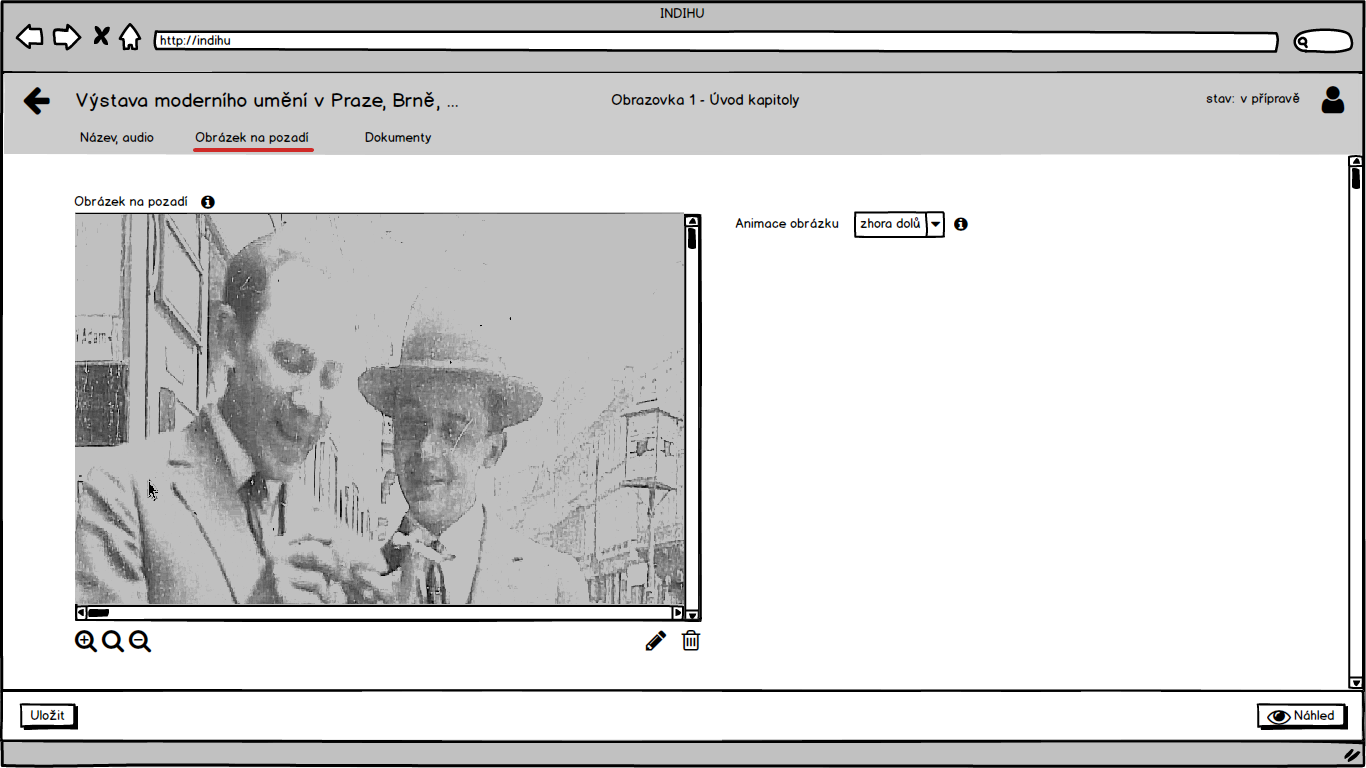 INDIHU
http://indihu
Výstava moderního umění v Praze, Brně, ...
Obrazovka 1 - Úvod kapitoly
stav: v přípravě
Název, audio
Obrázek na pozadí
Dokumenty
Obrázek na pozadí
Animace obrázku
zhora dolů
Adam
Uložit
Náhled